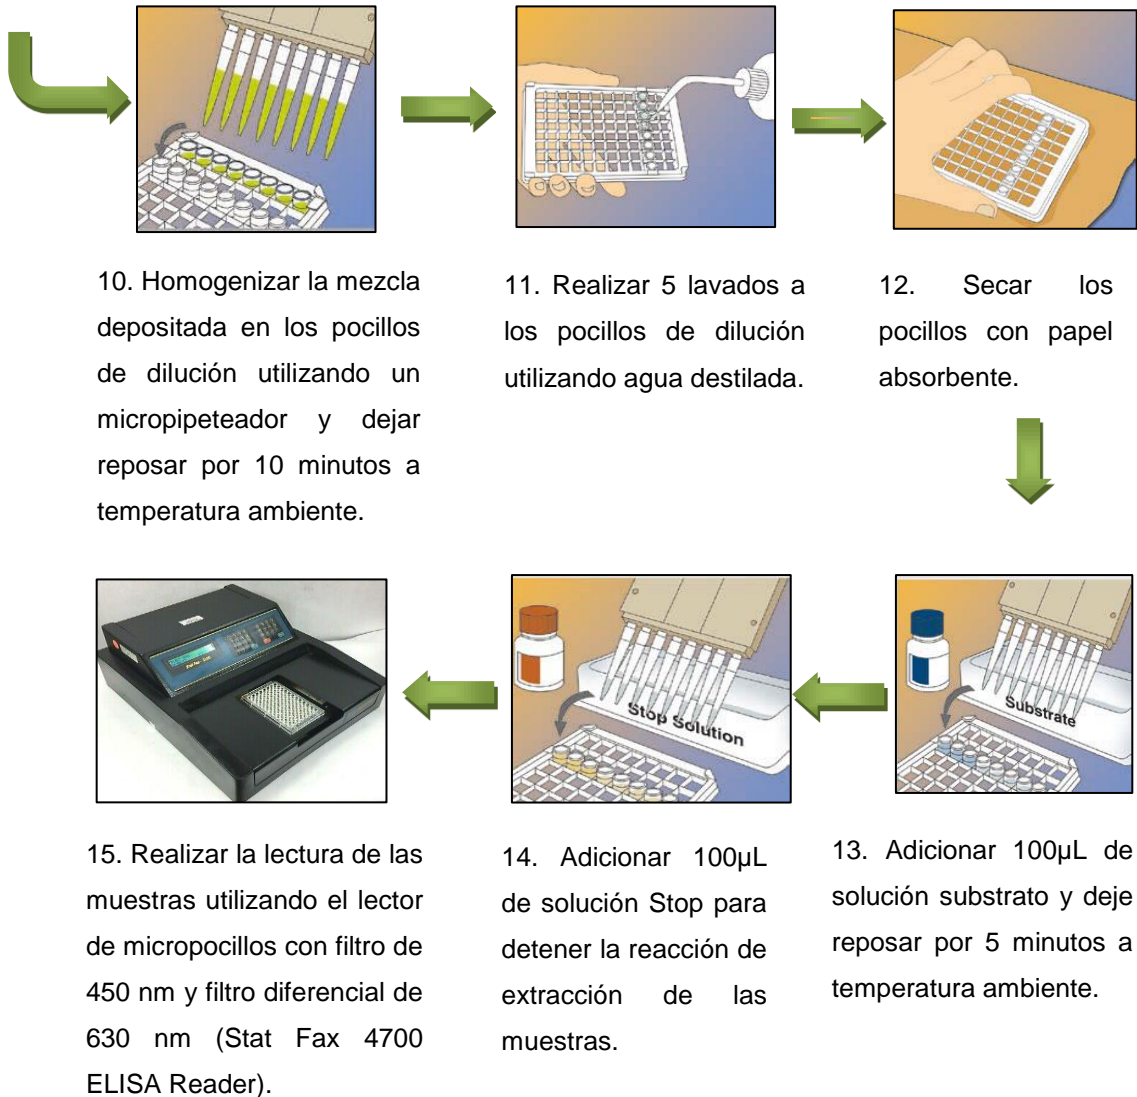 10. Homogenizar la mezcla
depositada en los pocillos
de dilución utilizando un
micropipeteador y dejar
reposar por 10 minutos a
temperatura ambiente.
11. Realizar 5 lavados a
los pocillos de dilución
utilizando agua destilada.
12. Secar los
pocillos con papel
absorbente.
Substrate
13. Adicionar 100µL de
solución substrato y deje
reposar por 5 minutos a
temperatura ambiente.
Stop Solution
14. Adicionar 100µL
de solución Stop para
detener la reacción de
extracción de las
muestras.
15. Realizar la lectura de las
muestras utilizando el lector
de micropocillos con filtro de
450 nm y filtro diferencial de
630 nm (Stat Fax 4700
ELISA Reader).